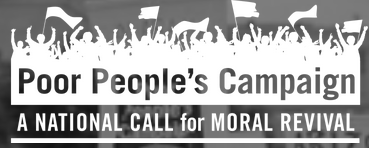 Poor People's Campaign
A NATIONAL CALL for MORAL REVIVAL